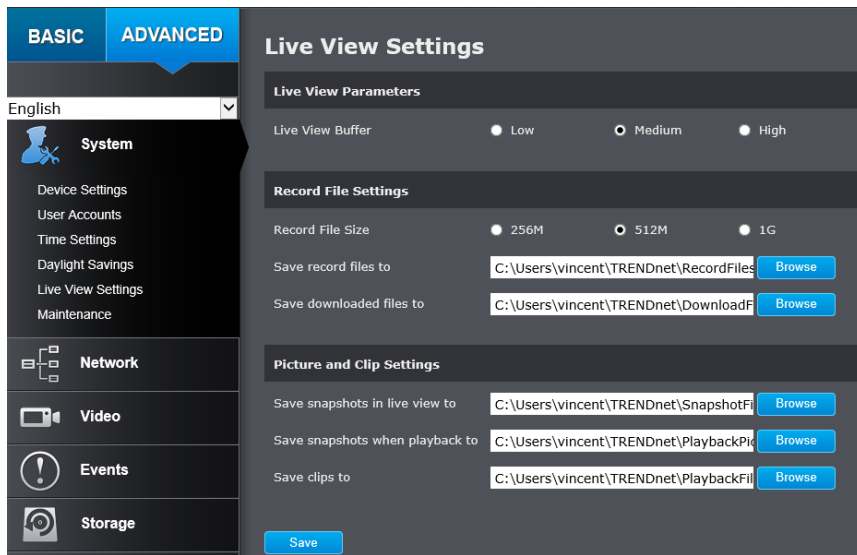 BASIC
ADVANCED
English
System
Device Settings
User Accounts
Time Settings
Daylight Savings
Live View Settings
Maintenance
Network
Video
Events
Storage
Live View Settings
Live View Parameters
Live View Buffer Low Medium High
Record File Settings
Record File Size 256M 512M 1G
Save record files to C:\Users\vincent\TRENDnet\RecordFiles Browse
Save downloaded files to C:\Users\vincent\TRENDnet\DownloadF Browse
Picture and Clip Settings
Save snapshots in live view to C:\Users\vincent\TRENDnet\SnapshotFi Browse
Save snapshots when playback to C:\Users\vincent\TRENDnet\PlaybackPic Browse
Save clips to C:\Users\vincent\TRENDnet\PlaybackFil Browse
Save